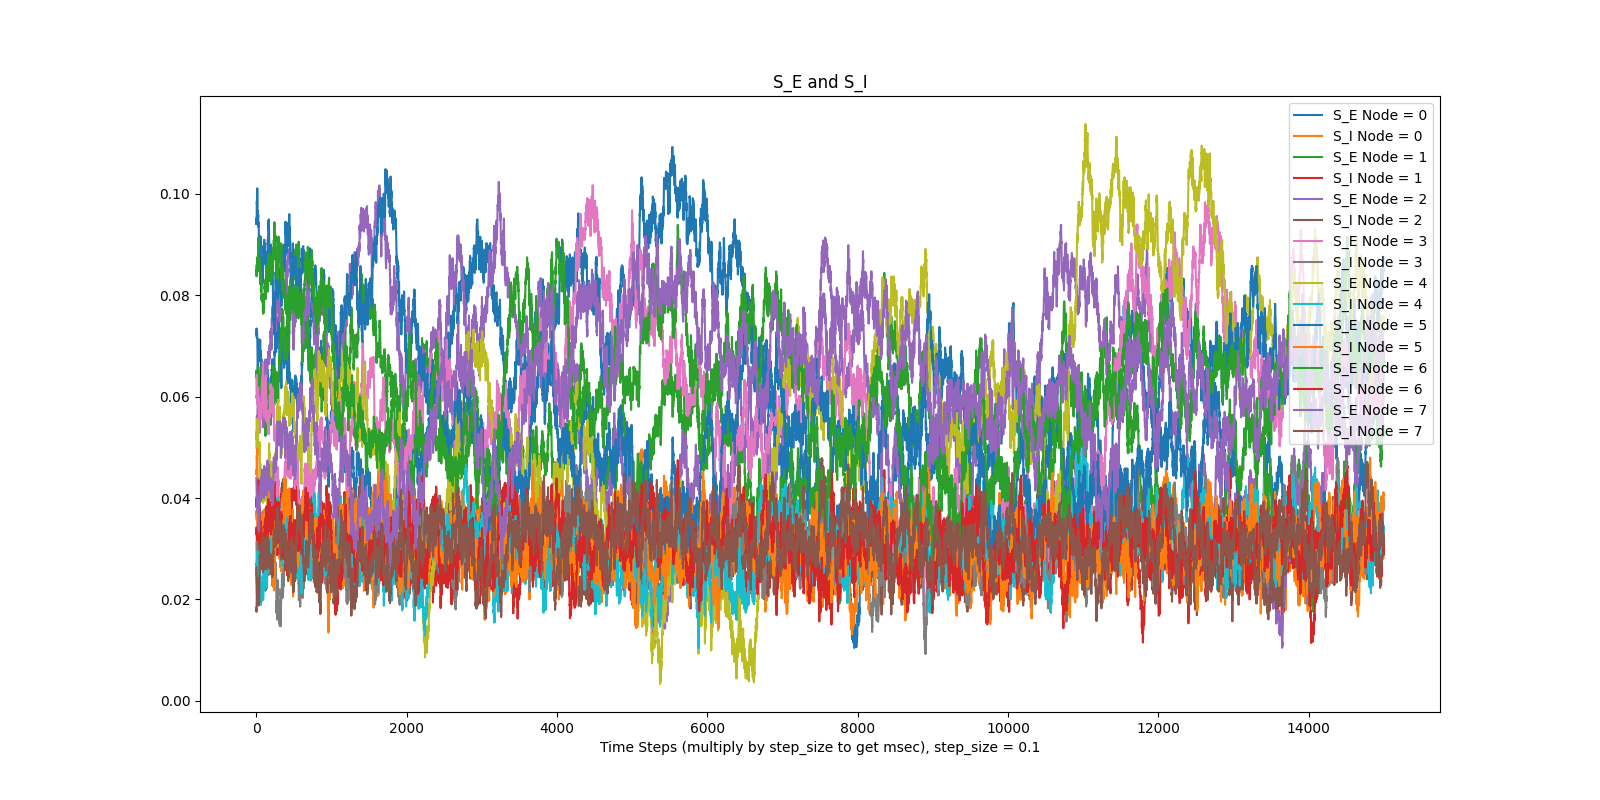 S_E and S_I
S_E Node = 0
S_I Node = 0
S_E Node = 1
S_I Node = 1
S_E Node = 2
S_I Node = 2
S_E Node = 3
S_I Node = 3
S_E Node = 4
S_I Node = 4
S_E Node = 5
S_I Node = 5
S_E Node = 6
S_I Node = 6
S_E Node = 7
S_I Node = 7
0.10
0.08
0.06
0.04
0.02
0.00
0 2000 4000 6000 8000 10000 12000 14000
Time Steps (multiply by step_size to get msec), step_size = 0.1